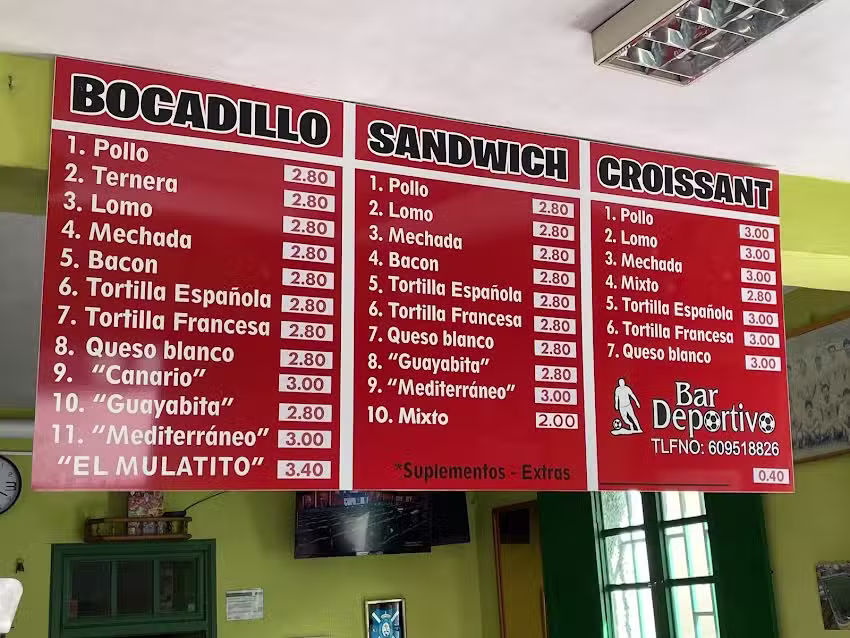 BOCADILLO
1. Pollo 2.80
2. Ternera 2.80
3. Lomo 2.80
4. Mechada 2.80
5. Bacon 2.80
6. Tortilla Española 2.80
7. Tortilla Francesa 2.80
8. Queso blanco 2.80
9. “Canario” 3.00
10. “Guayabita” 2.80
11. “Mediterráneo” 3.00
“EL MULATITO” 3.40
SANDWICH
1. Pollo 2.80
2. Lomo 2.80
3. Mechada 2.80
4. Bacon 2.80
5. Tortilla Española 2.80
6. Tortilla Francesa 2.80
7. Queso blanco 2.80
8. “Guayabita” 2.80
9. “Mediterráneo” 3.00
10. Mixto 2.00
*Suplementos - Extras 0.40
CROISSANT
1. Pollo 3.00
2. Lomo 3.00
3. Mechada 3.00
4. Mixto 2.80
5. Tortilla Española 3.00
6. Tortilla Francesa 3.00
7. Queso blanco 3.00
Bar
Deportivo
TLFNO: 609518826